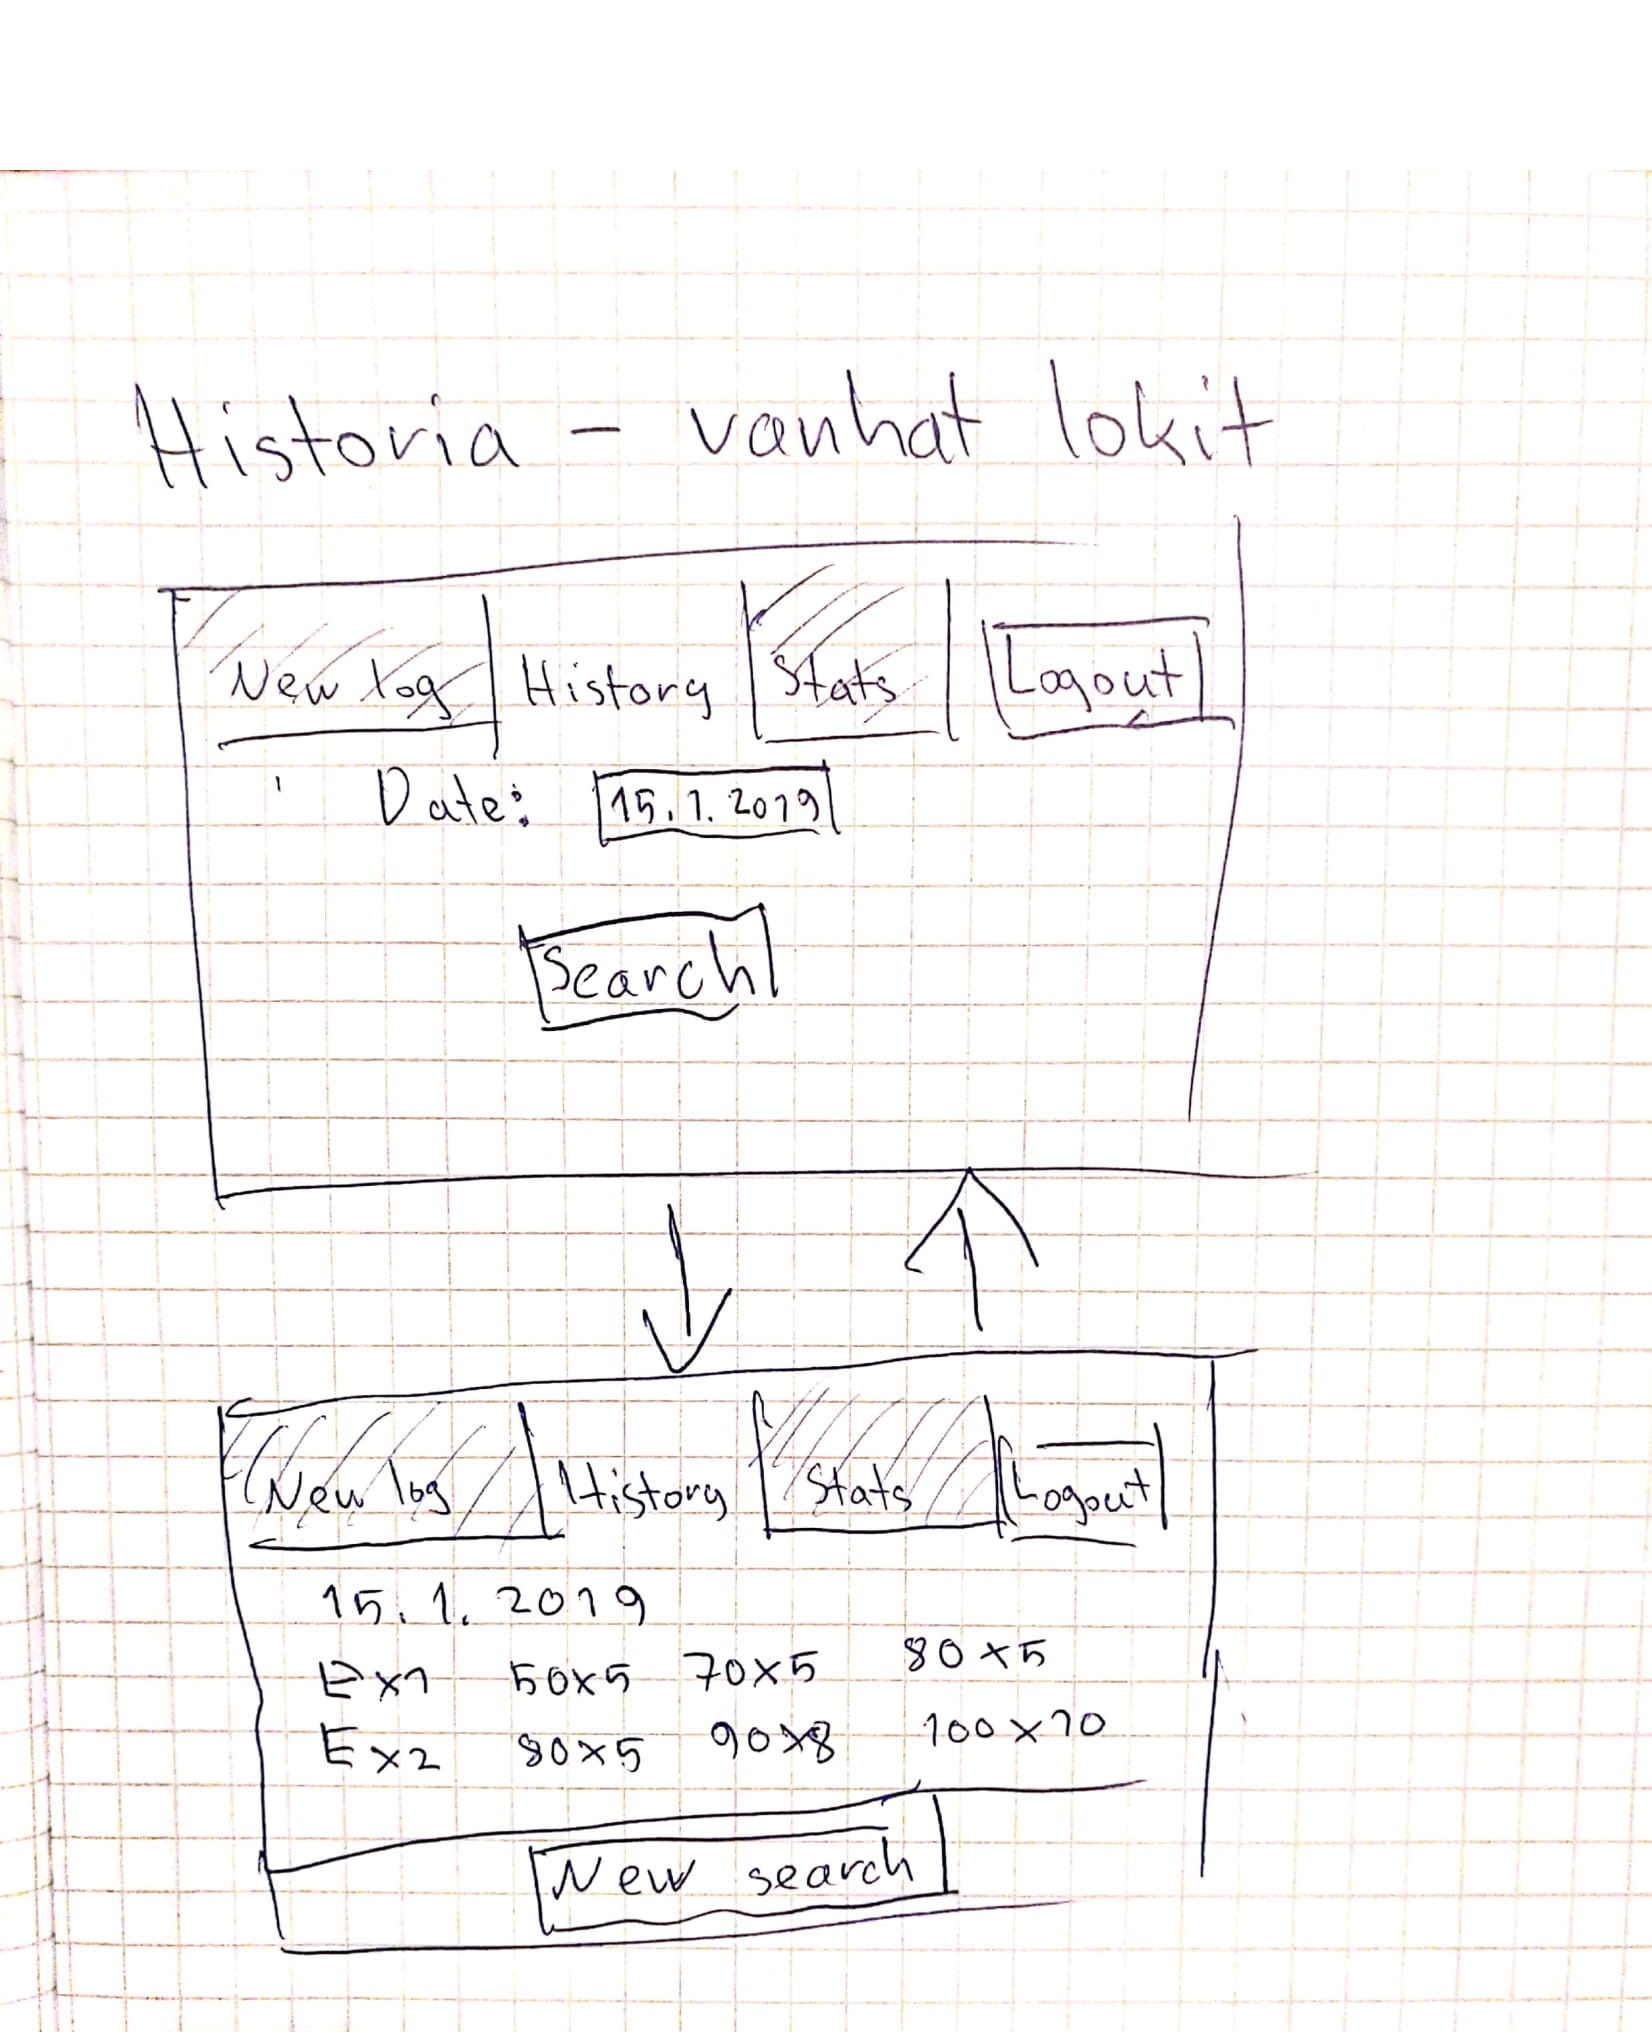 Historia - vanhat lokit
New log History Stats Logout
Date: 15.1.2019
Search
New log History Stats Logout
15.1.2019
Ex1 50x5 70x5 80x5
Ex2 80x5 90x8 100x10
New search